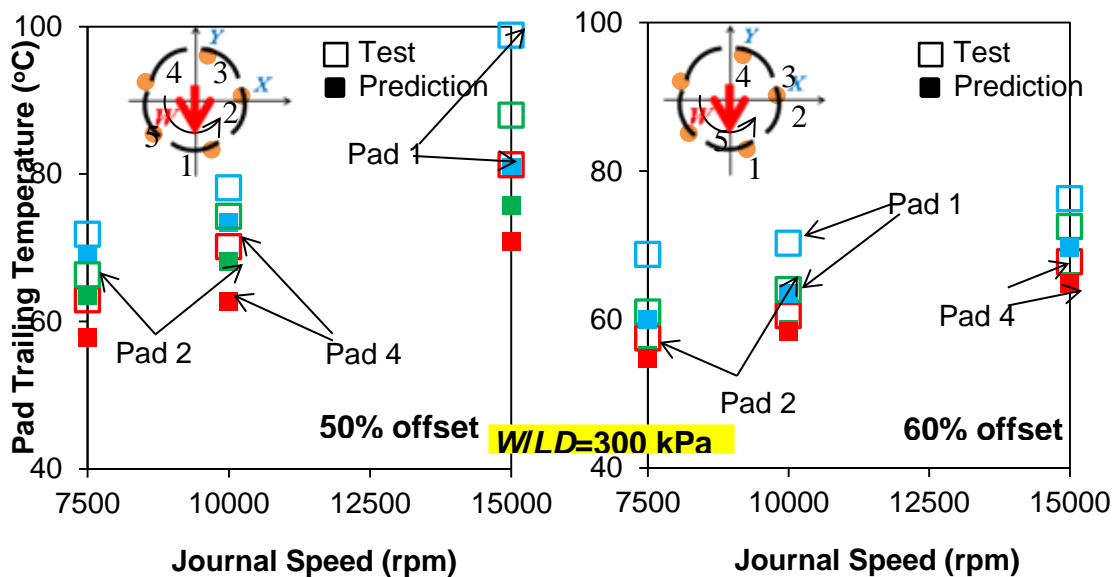 Pad Trailing Temperature (ºC)
100
80
60
40
7500
10000
12500
15000
Journal Speed (rpm)
Y
X
W
4
3
2
5
1
Test
Prediction
Pad 1
Pad 2
Pad 4
50% offset
W/LD=300 kPa
100
80
60
40
7500
10000
12500
15000
Journal Speed (rpm)
Y
X
W
4
3
2
5
1
Test
Prediction
Pad 1
Pad 2
Pad 4
60% offset